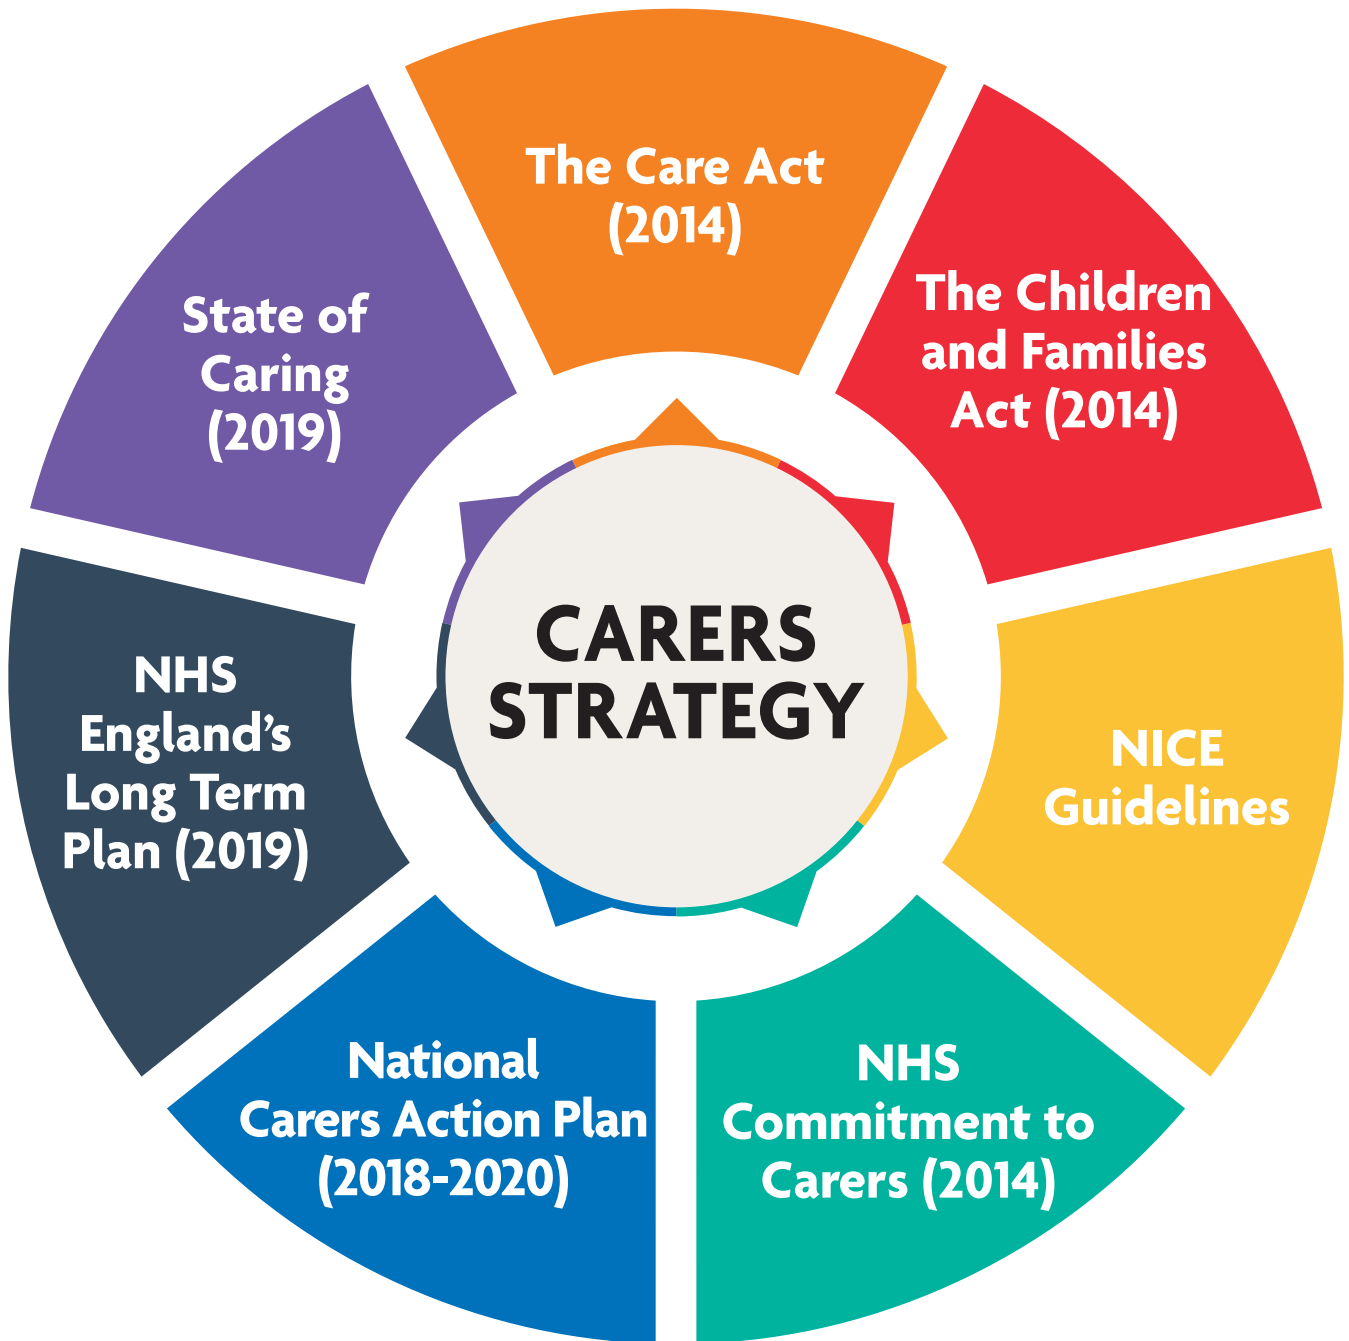 The Care Act
(2014)
The Children
and Families
Act (2014)
NICE
Guidelines
NHS
Commitment to
Carers (2014)
National
Carers Action Plan
(2018-2020)
NHS
England’s
Long Term
Plan (2019)
State of
Caring
(2019)
CARERS
STRATEGY